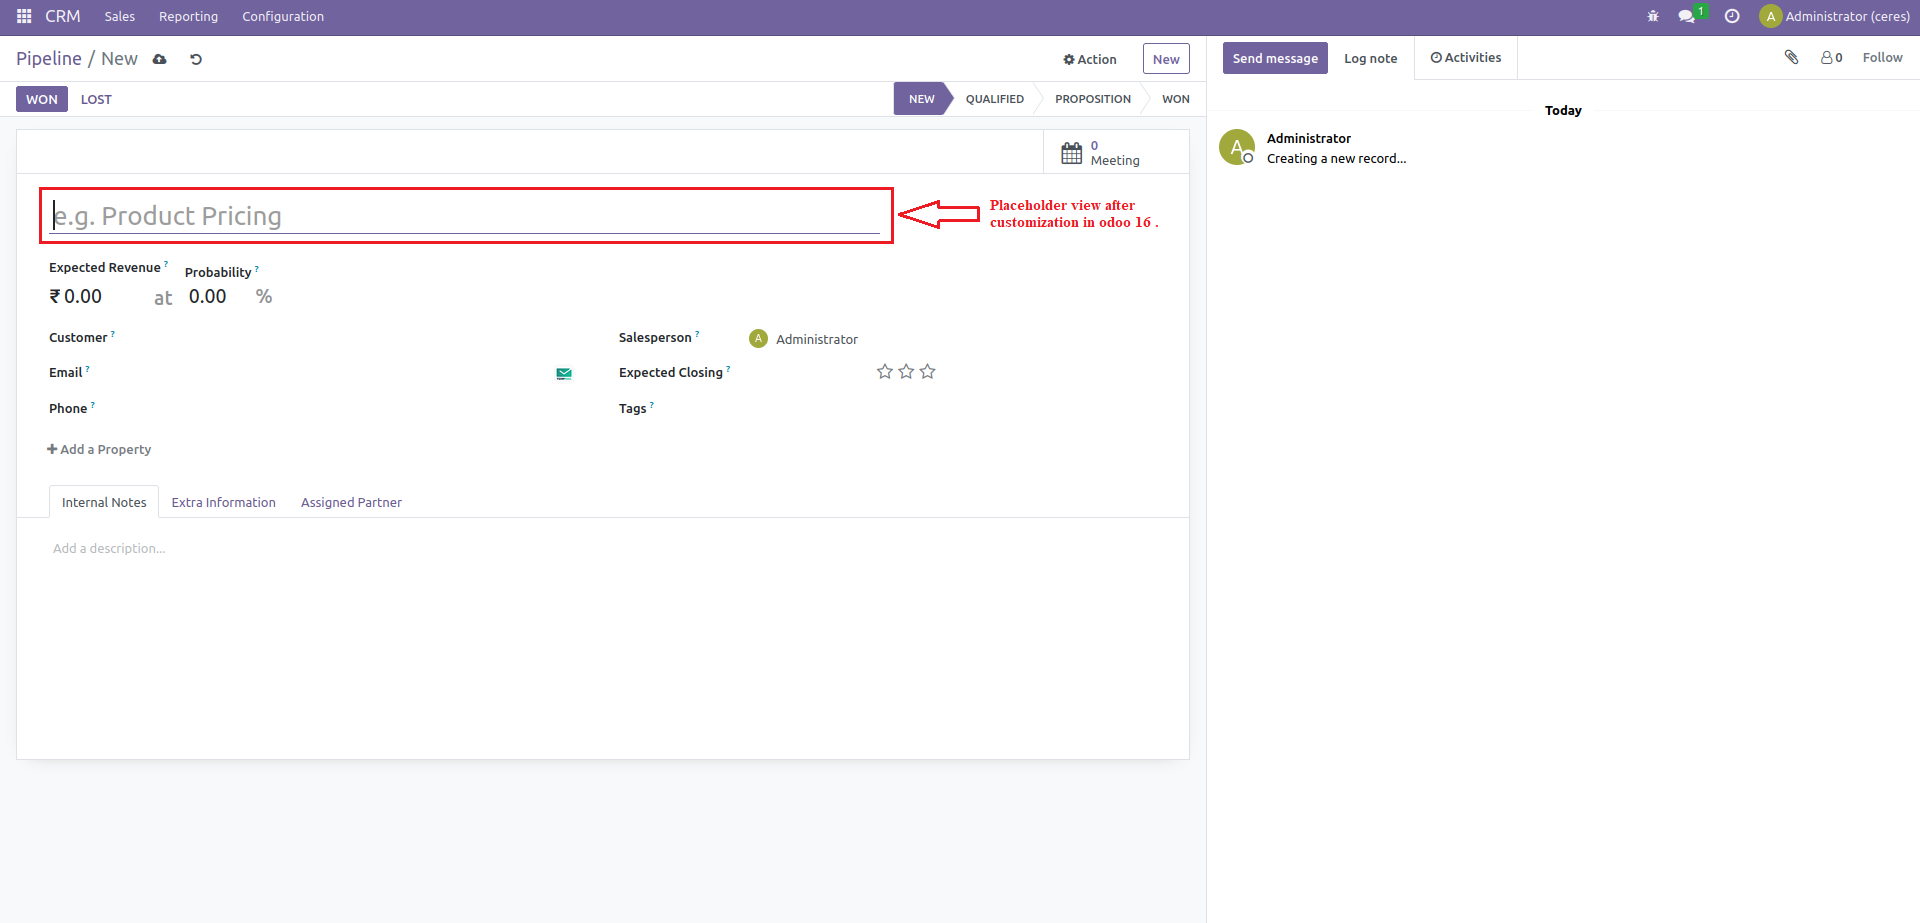 CRM Sales Reporting Configuration 1 A Administrator (ceres)
Pipeline / New Action New
Send message Log note Activities 0 Follow
WON LOST NEW QUALIFIED PROPOSITION WON
Today
0
Meeting
A Administrator
Creating a new record...
e.g. Product Pricing
Placeholder view after
customization in odoo 16 .
Expected Revenue ? Probability ?
₹ 0.00 at 0.00 %
Customer ? Salesperson ? A Administrator
Email ? Expected Closing ?
Phone ? Tags ?
Add a Property
Internal Notes Extra Information Assigned Partner
Add a description...